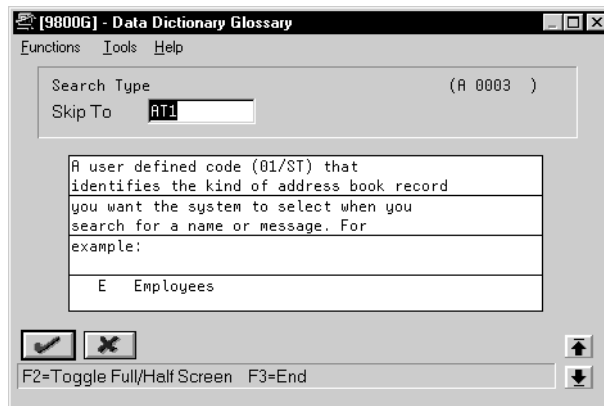 [9800G] - Data Dictionary Glossary
Functions Tools Help
Search Type (A 0003 )
Skip To AT1
A user defined code (01/ST) that
identifies the kind of address book record
you want the system to select when you
search for a name or message. For
example:
E Employees
F2=Toggle Full/Half Screen F3=End